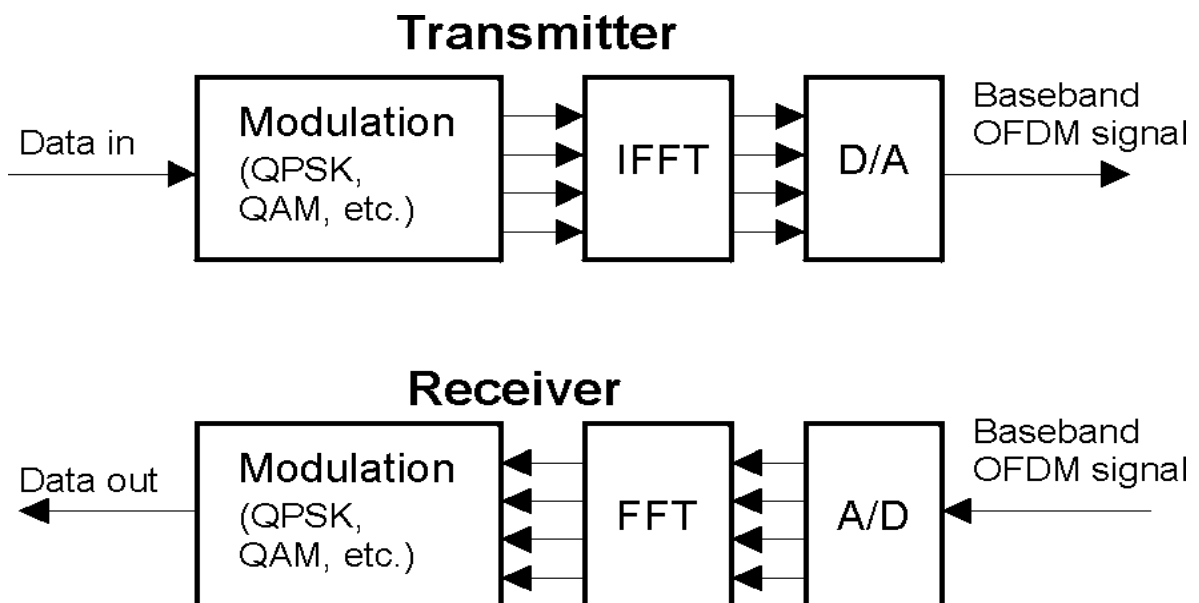 Transmitter
Data in
Modulation
(QPSK,
QAM, etc.)
IFFT
D/A
Baseband
OFDM signal
Receiver
Data out
Modulation
(QPSK,
QAM, etc.)
FFT
A/D
Baseband
OFDM signal